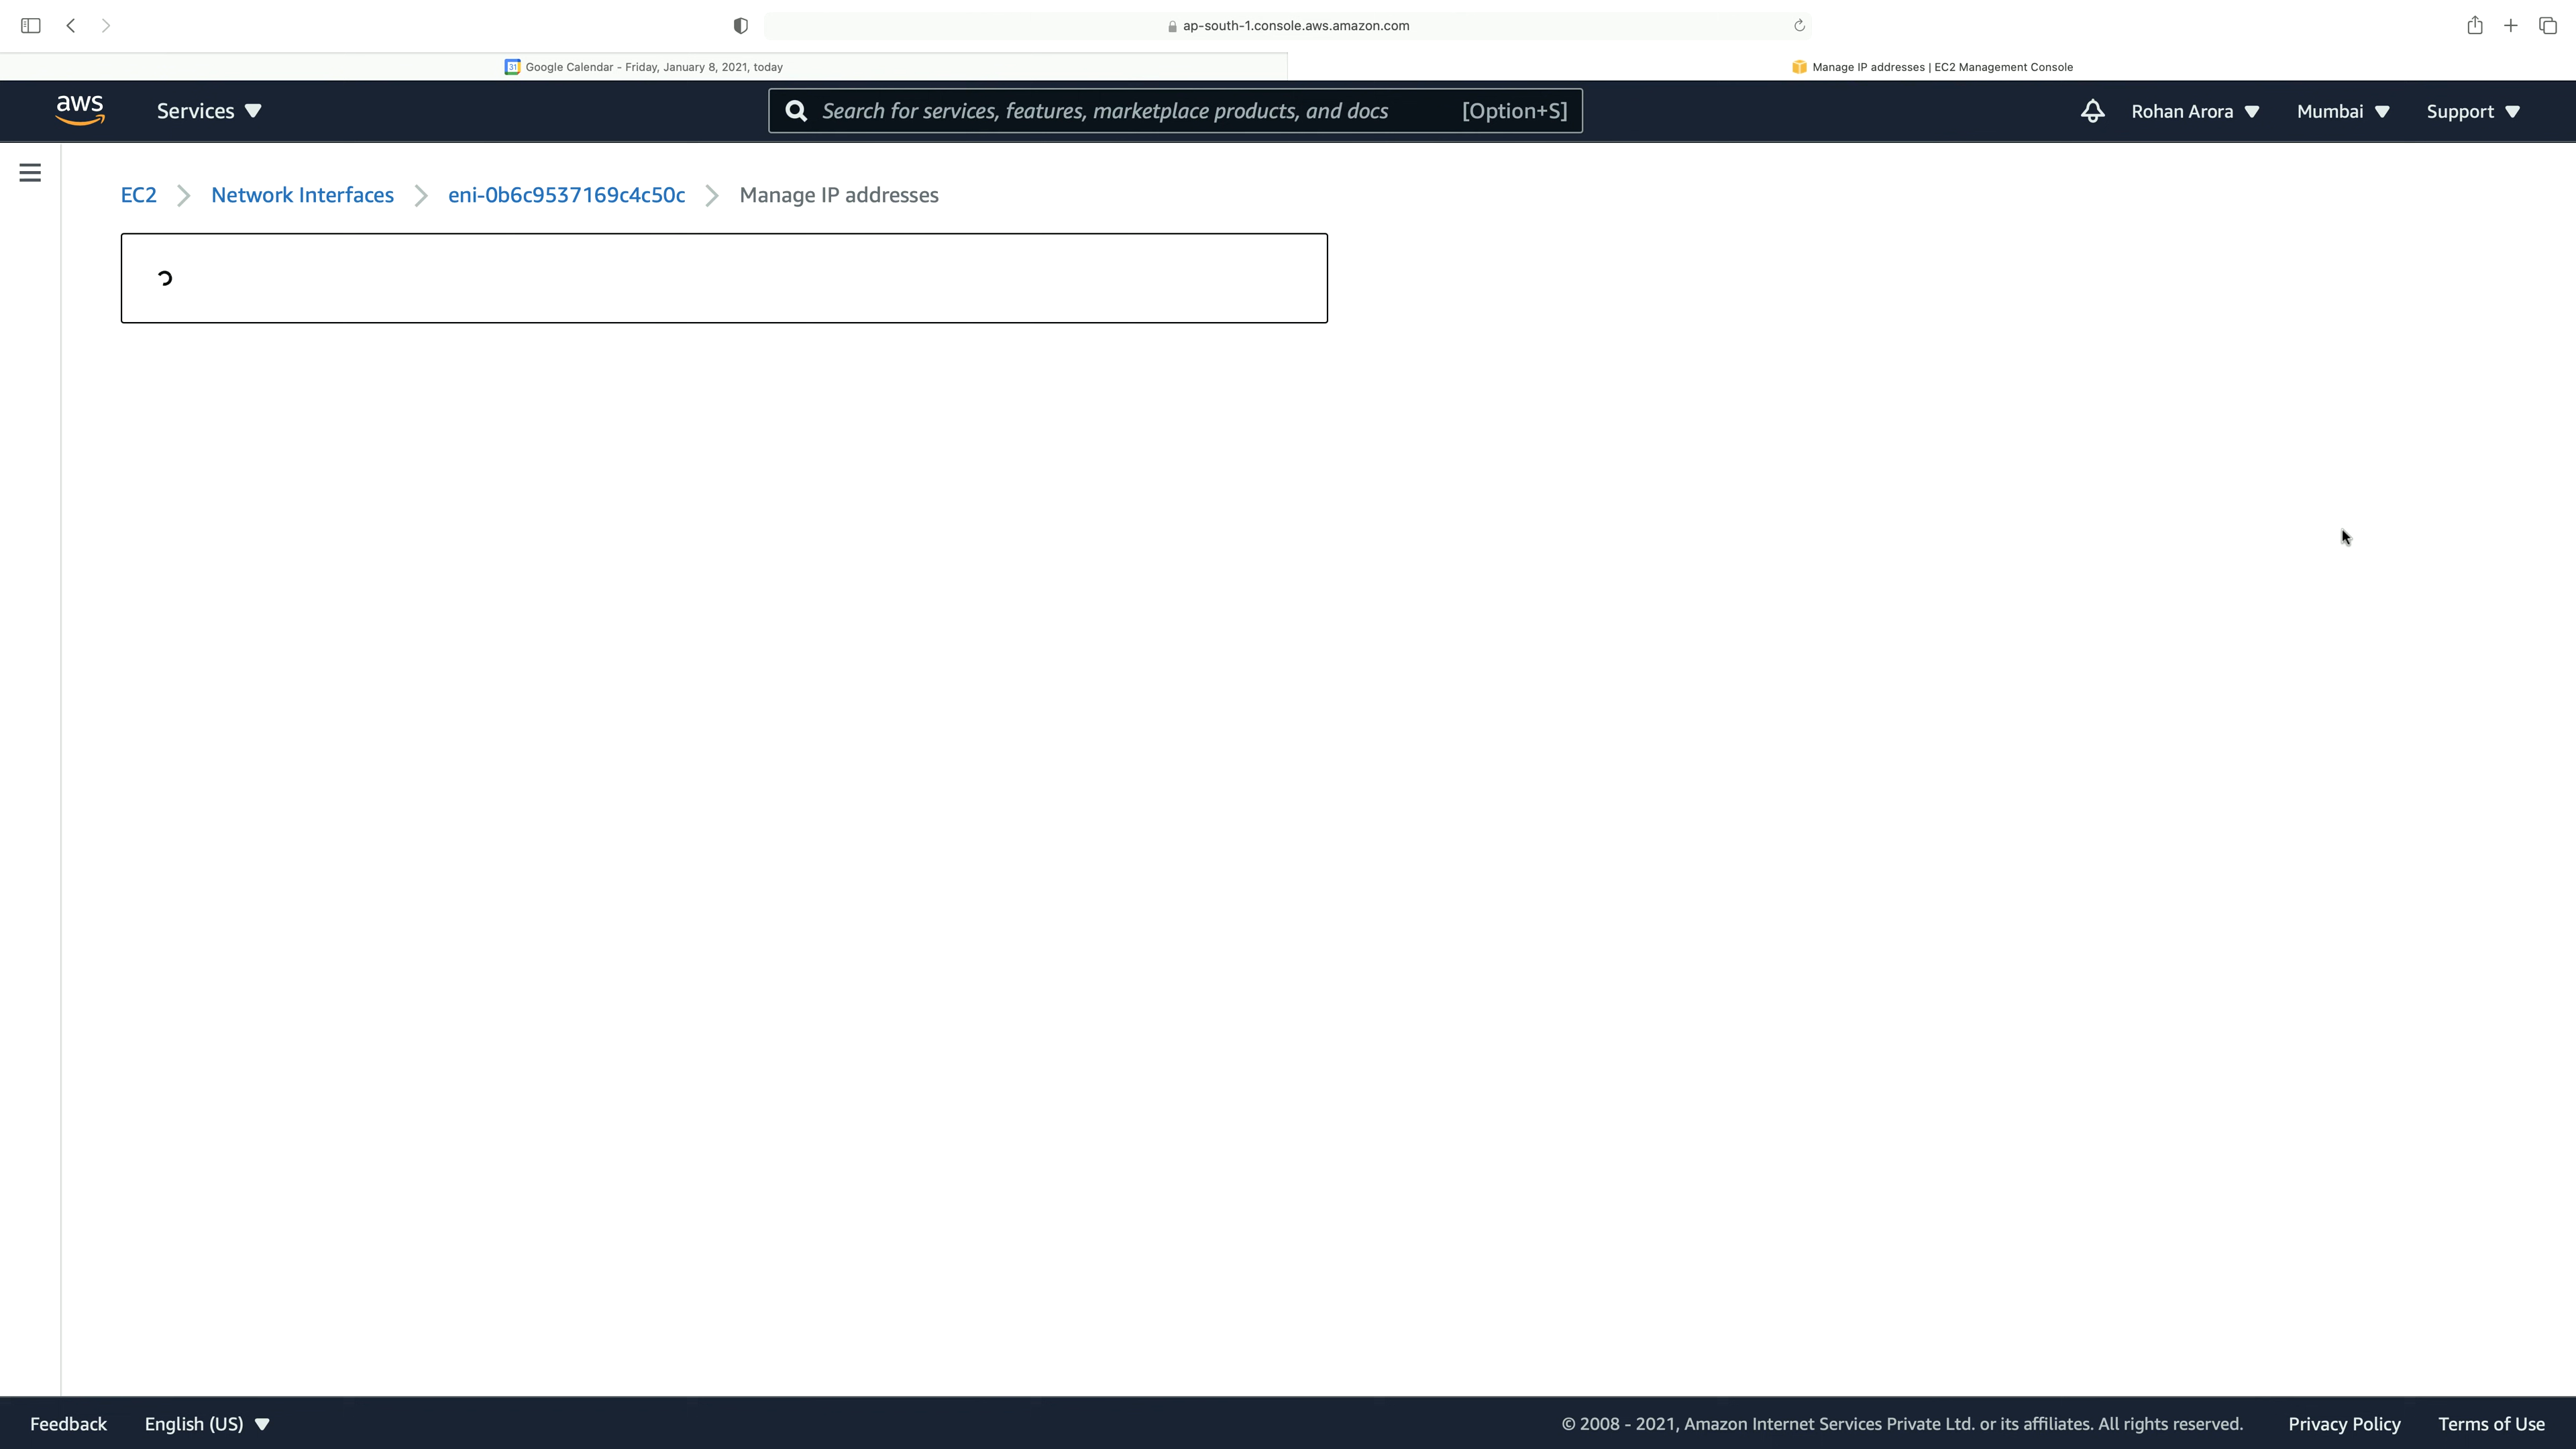 ap-south-1.console.aws.amazon.com
Google Calendar - Friday, January 8, 2021, today
Manage IP addresses | EC2 Management Console
aws
Services
Search for services, features, marketplace products, and docs
[Option+S]
Rohan Arora
Mumbai
Support
EC2
Network Interfaces
eni-0b6c9537169c4c50c
Manage IP addresses
Feedback
English (US)
© 2008 - 2021, Amazon Internet Services Private Ltd. or its affiliates. All rights reserved.
Privacy Policy
Terms of Use